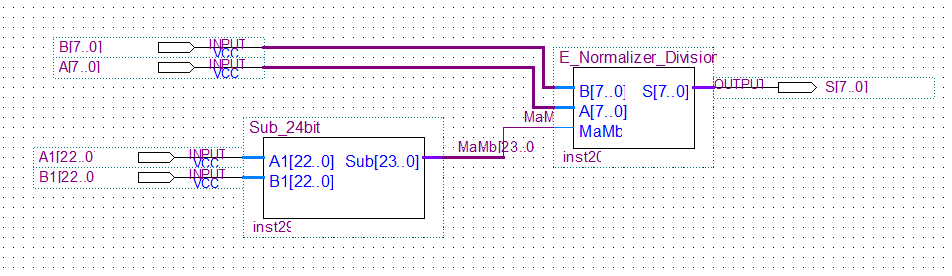 B[7..0]
INPUT
VCC
A[7..0]
INPUT
VCC
E_Normalizer_Division
B[7..0] S[7..0]
A[7..0]
MaMb
inst20
OUTPUT
S[7..0]
MaM
Sub_24bit
A1[22..0
INPUT
VCC
B1[22..0
INPUT
VCC
A1[22..0] Sub[23..0]
B1[22..0]
inst29
MaMb[23..0